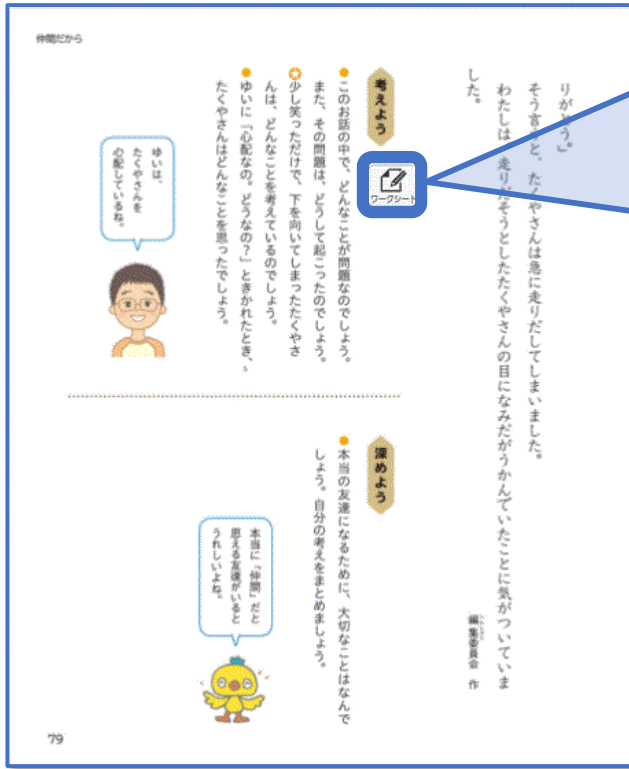 仲間だから
りがとう。」
そう言うと、たくやさんは急に走りだしてしまいました。
わたしは、走りだそうとしたたくやさんの目になみだがうかんでいたことに気がついていま
した。
編集委員会 作
考えよう
ワークシート
このお話の中で、どんなことが問題なのでしょう。
また、その問題は、どうして起こったのでしょう。
少し笑っただけで、下を向いてしまったたくやさ
んは、どんなことを考えているのでしょう。
ゆいに「心配なの。どうなの?」ときかれたとき、
たくやさんはどんなことを思ったでしょう。
ゆいは、
たくやさんを
心配しているね。
深めよう
本当の友達になるために、大切なことはなんで
しょう。自分の考えをまとめましょう。
本当に「仲間」だと
思える友達がいると
うれしいよね。
79